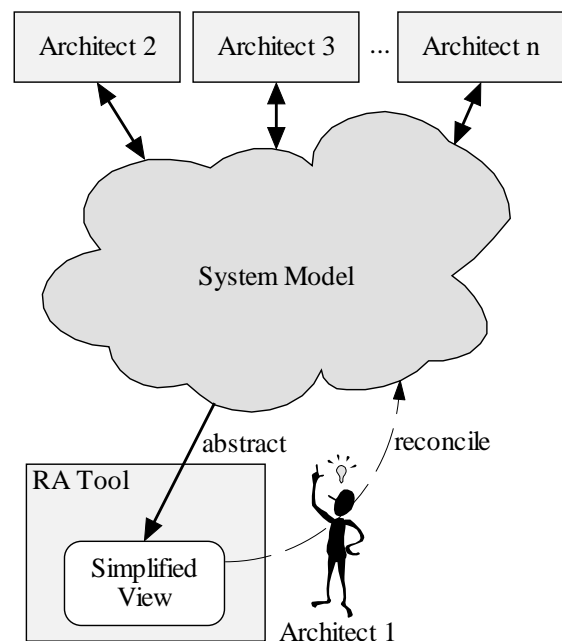 Architect 2
Architect 3
...
Architect n
System Model
abstract
reconcile
RA Tool
Simplified
View
Architect 1